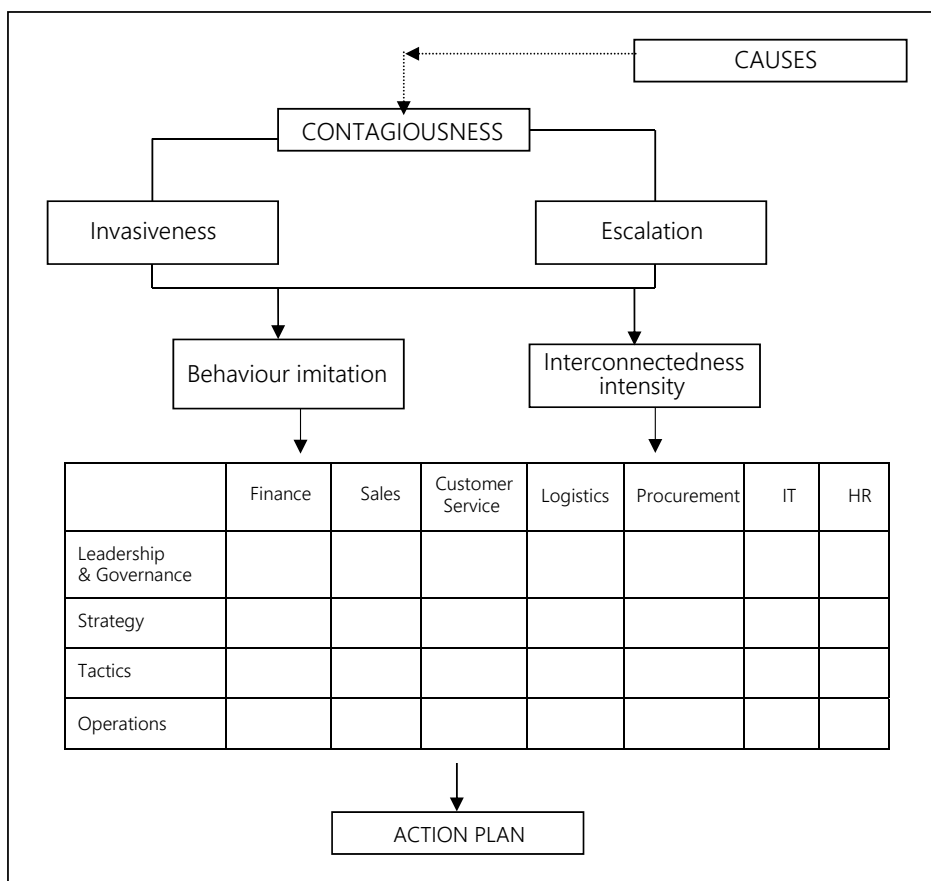 CAUSES
CONTAGIOUSNESS
Invasiveness
Escalation
Behaviour imitation
Interconnectedness
intensity
Finance
Sales
Customer
Service
Logistics
Procurement
IT
HR
Leadership
& Governance
Strategy
Tactics
Operations
ACTION PLAN